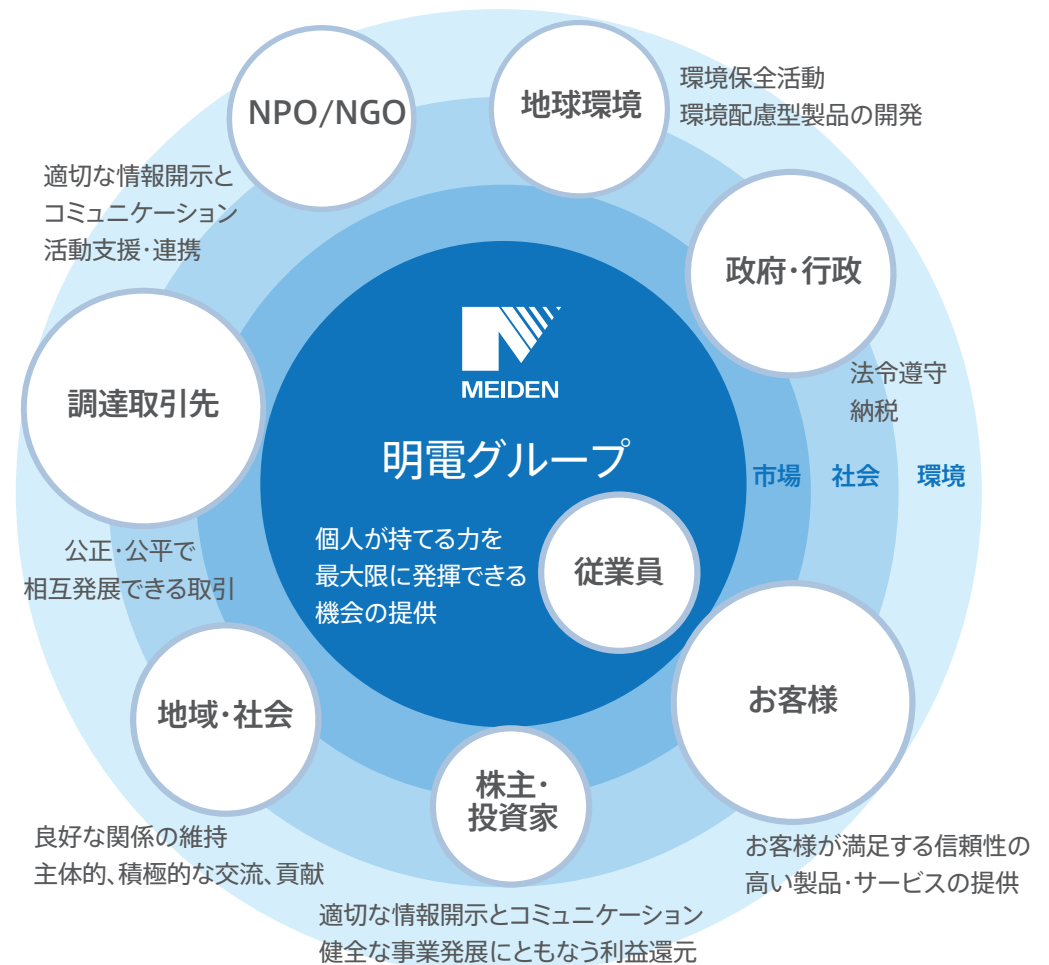 NPO/NGO
適切な情報開示と
コミュニケーション
活動支援・連携
地球環境
環境保全活動
環境配慮型製品の開発
政府・行政
法令遵守
納税
調達取引先
公正・公平で
相互発展できる取引
MEIDEN
明電グループ
市場
社会
環境
個人が持てる力を
最大限に発揮できる
機会の提供
従業員
地域・社会
良好な関係の維持
主体的、積極的な交流、貢献
株主・
投資家
適切な情報開示とコミュニケーション
健全な事業発展にともなう利益還元
お客様
お客様が満足する信頼性の
高い製品・サービスの提供